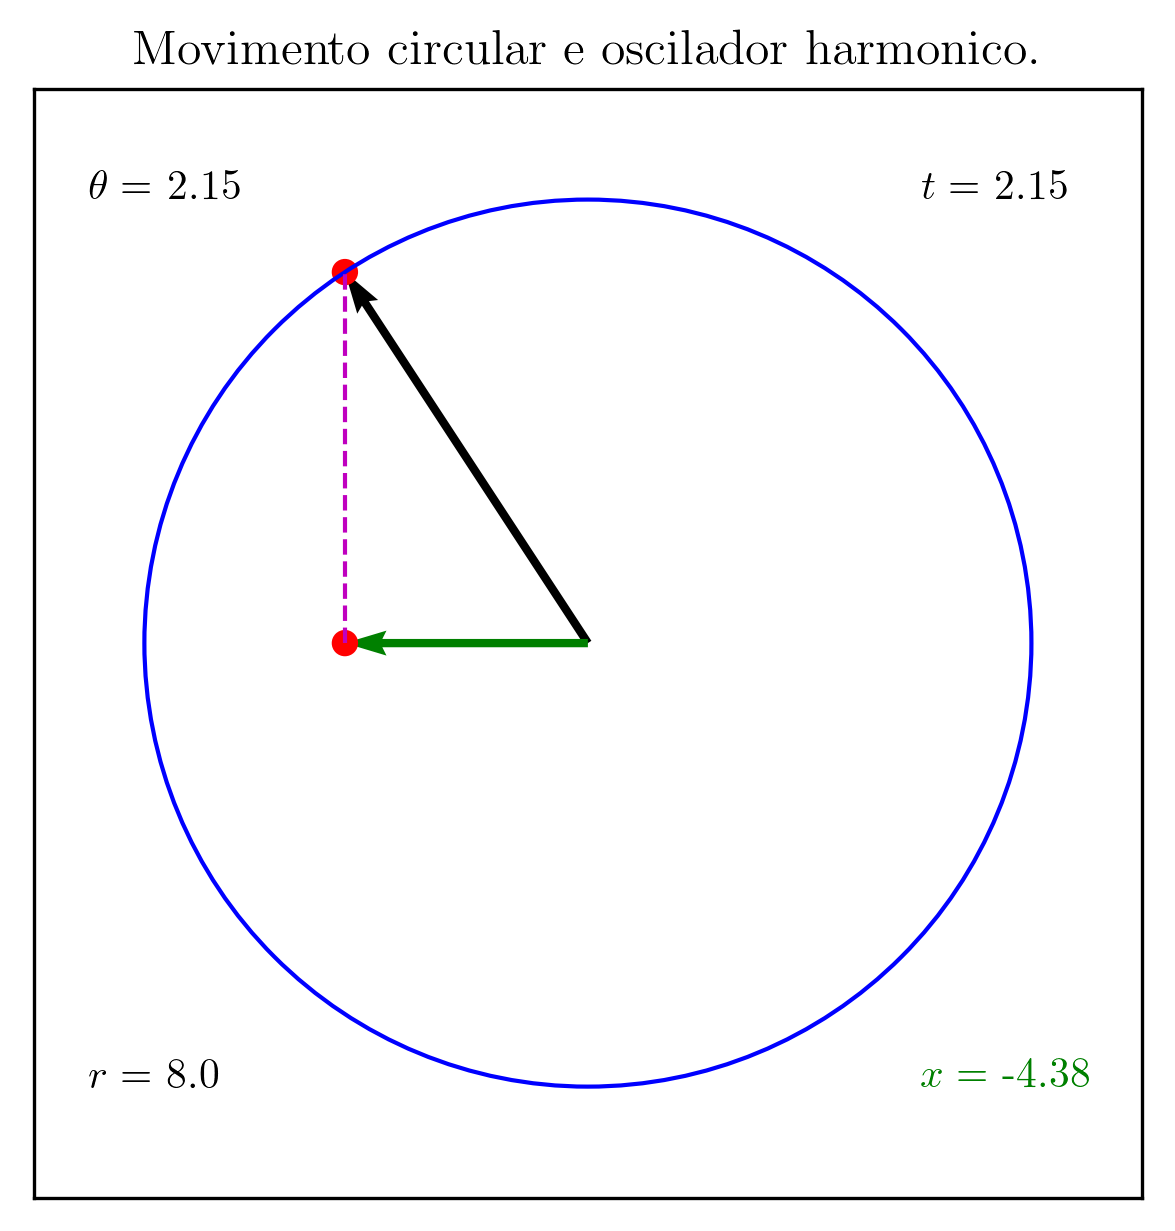 Movimento circular e oscilador harmonico.
θ = 2.15
t = 2.15
r = 8.0
x = -4.38